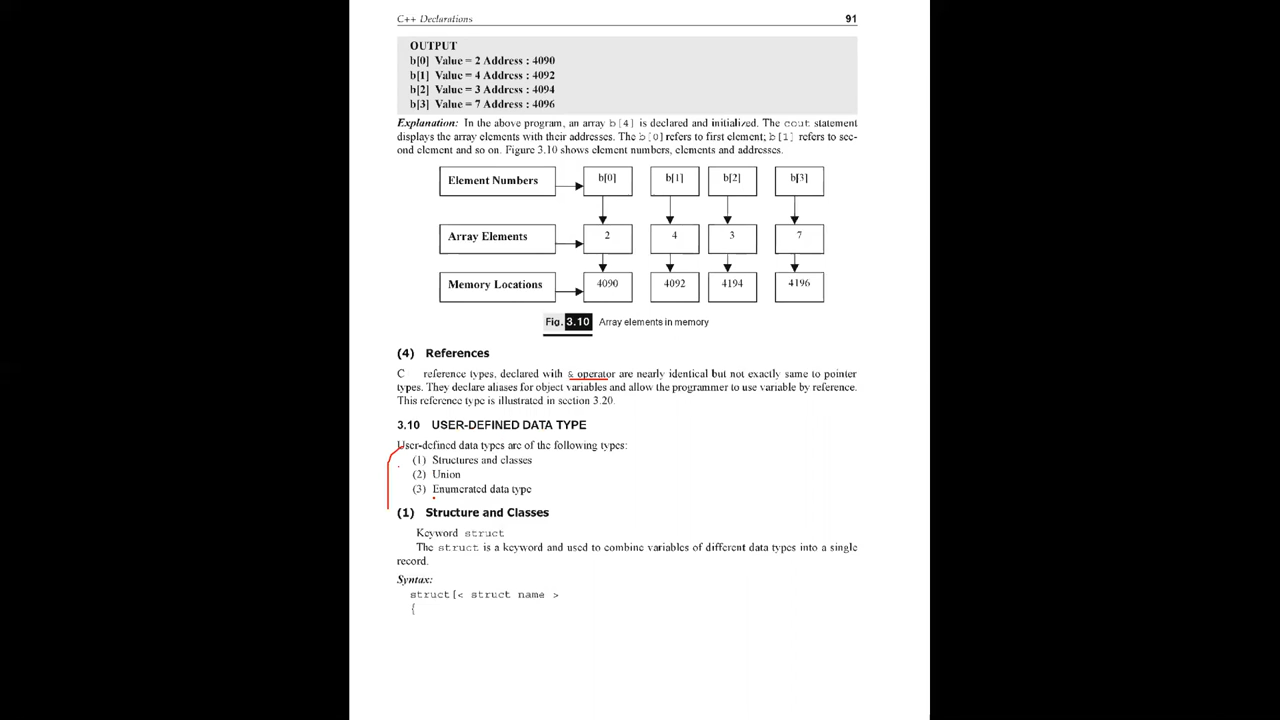 C++ Declarations 91
OUTPUT
b[0] Value = 2 Address : 4090
b[1] Value = 4 Address : 4092
b[2] Value = 3 Address : 4094
b[3] Value = 7 Address : 4096
Explanation: In the above program, an array b[4] is declared and initialized. The cout statement
displays the array elements with their addresses. The b[0] refers to first element; b[1] refers to sec-
ond element and so on. Figure 3.10 shows element numbers, elements and addresses.
Element Numbers b[0] b[1] b[2] b[3]
Array Elements 2 4 3 7
Memory Locations 4090 4092 4194 4196
Fig. 3.10 Array elements in memory
(4) References
C reference types, declared with & operator are nearly identical but not exactly same to pointer
types. They declare aliases for object variables and allow the programmer to use variable by reference.
This reference type is illustrated in section 3.20.
3.10 USER-DEFINED DATA TYPE
User-defined data types are of the following types:
(1) Structures and classes
(2) Union
(3) Enumerated data type
(1) Structure and Classes
Keyword struct
The struct is a keyword and used to combine variables of different data types into a single
record.
Syntax:
struct[< struct name >
{